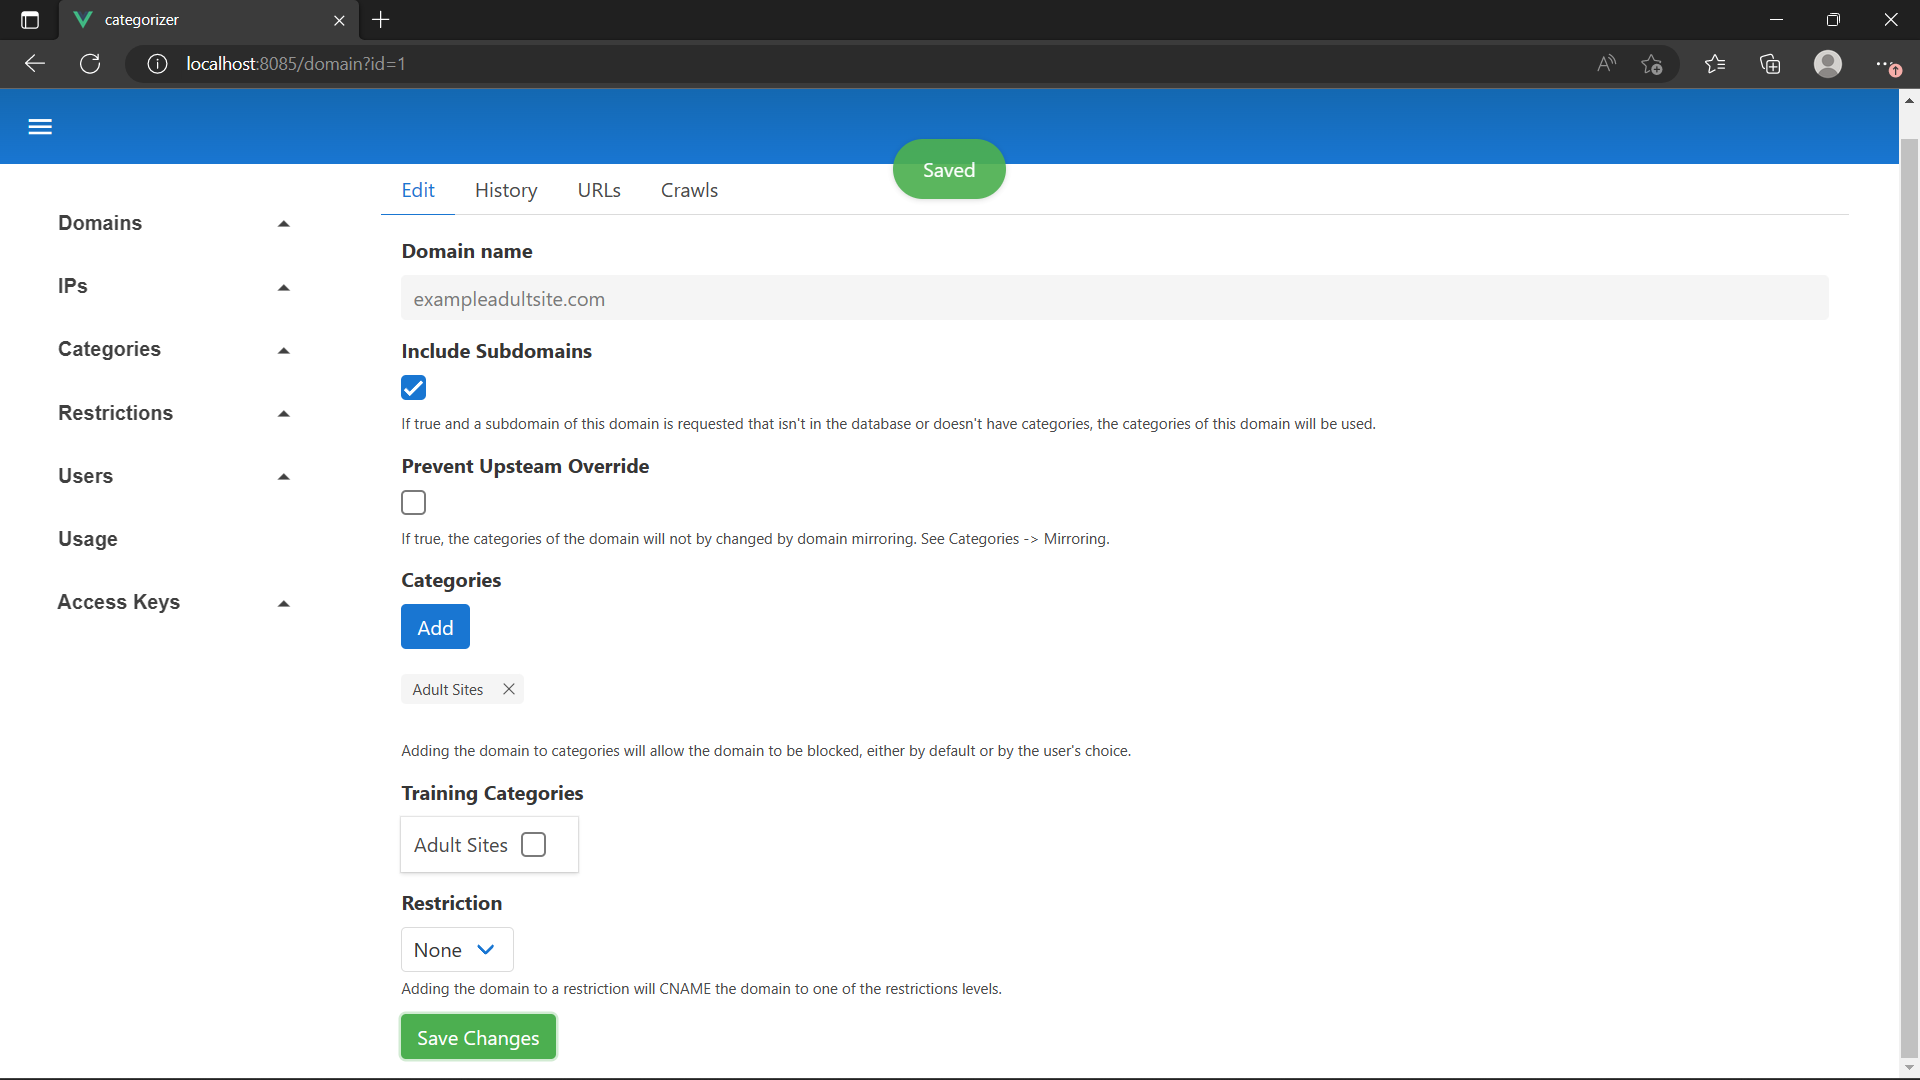 categorizer
localhost:8085/domain?id=1
Saved
Edit History URLs Crawls
Domains
IPs
Categories
Restrictions
Users
Usage
Access Keys
Domain name
exampleadultsite.com
Include Subdomains
If true and a subdomain of this domain is requested that isn't in the database or doesn't have categories, the categories of this domain will be used.
Prevent Upsteam Override
If true, the categories of the domain will not by changed by domain mirroring. See Categories -> Mirroring.
Categories
Add
Adult Sites
Adding the domain to categories will allow the domain to be blocked, either by default or by the user's choice.
Training Categories
Adult Sites
Restriction
None
Adding the domain to a restriction will CNAME the domain to one of the restrictions levels.
Save Changes